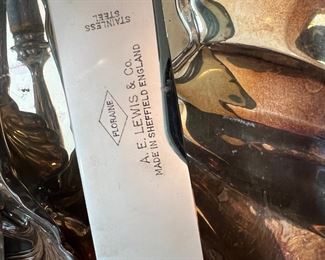 STAINLESS
STEEL
FLORAINE
A. E. LEWIS & Co.
MADE IN SHEFFIELD ENGLAND